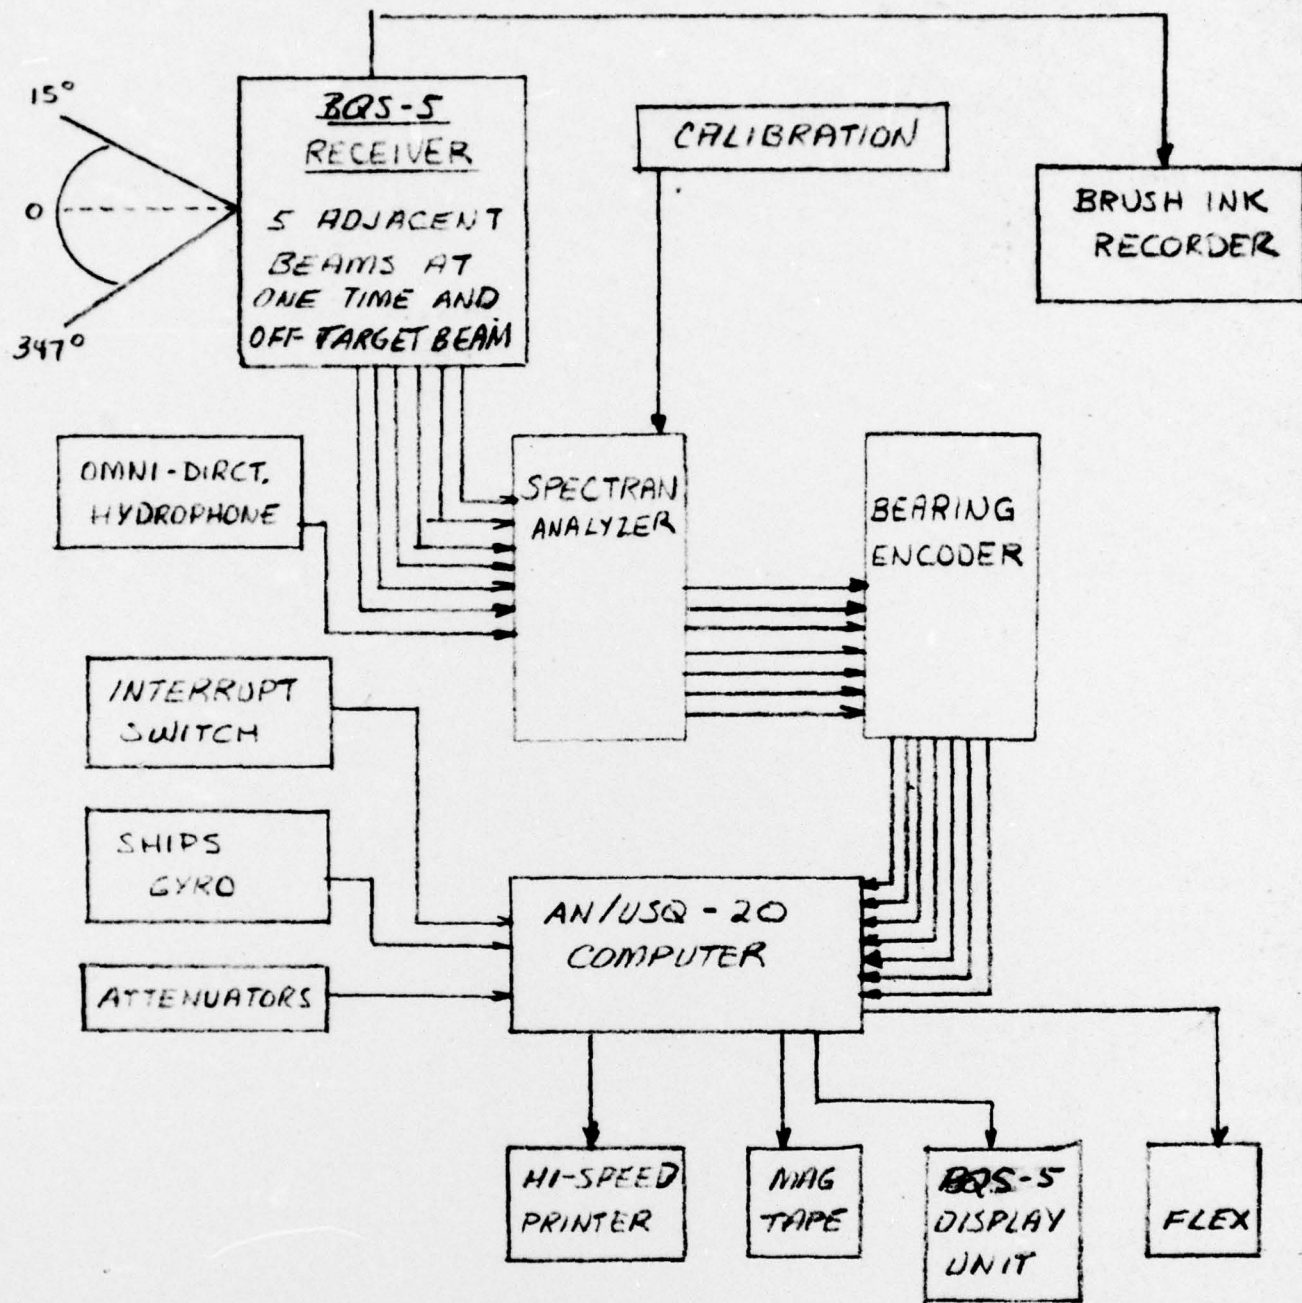 15°
0
347°
BQS-5
RECEIVER
5 ADJACENT
BEAMS AT
ONE TIME AND
OFF TARGET BEAM
CALIBRATION
BRUSH INK
RECORDER
OMNI-DIRCT.
HYDROPHONE
SPECTRAN
ANALYZER
BEARING
ENCODER
INTERRUPT
SWITCH
SHIPS
GYRO
ATTENUATORS
AN/USQ-20
COMPUTER
HI-SPEED
PRINTER
MAG
TAPE
BQS-5
DISPLAY
UNIT
FLEX